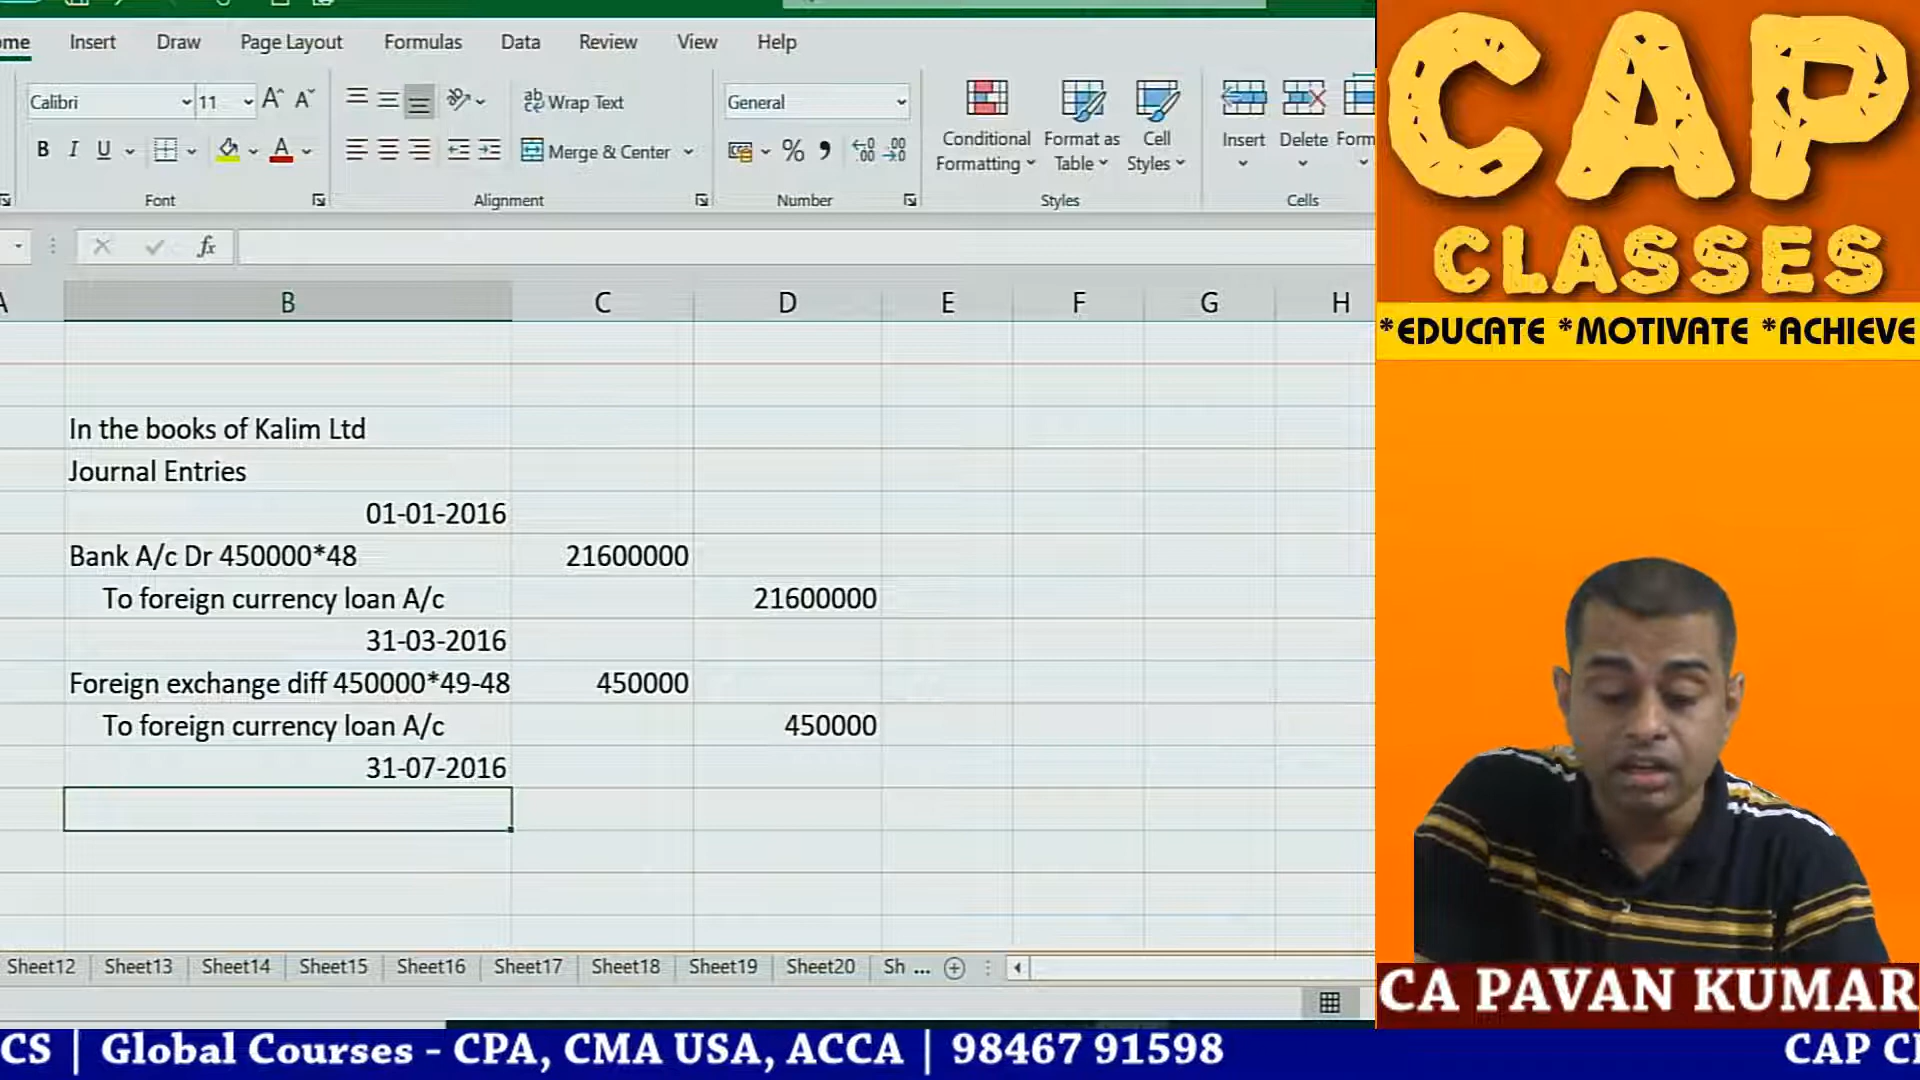 ome Insert Draw Page Layout Formulas Data Review View Help
Calibri 11 Wrap Text General
B I U Merge & Center % Conditional Formatting Format as Table Cell Styles Insert Delete Form
Font Alignment Number Styles Cells
fx
A B C D E F G H
In the books of Kalim Ltd
Journal Entries
01-01-2016
Bank A/c Dr 450000*48 21600000
To foreign currency loan A/c 21600000
31-03-2016
Foreign exchange diff 450000*49-48 450000
To foreign currency loan A/c 450000
31-07-2016
Sheet12 Sheet13 Sheet14 Sheet15 Sheet16 Sheet17 Sheet18 Sheet19 Sheet20 Sh ...
CAP
CLASSES
*EDUCATE *MOTIVATE *ACHIEVE
CA PAVAN KUMAR
CS | Global Courses - CPA, CMA USA, ACCA | 98467 91598 CAP Cl